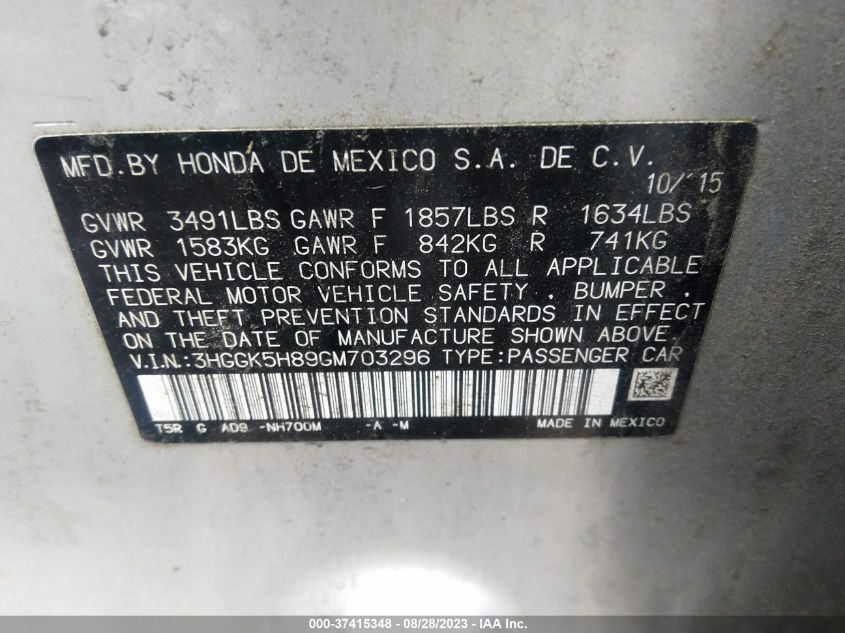 MFD.BY HONDA DE MEXICO S.A. DE C.V.
10/'15
GVWR 3491LBS GAWR F 1857LBS R 1634LBS
GVWR 1583KG GAWR F 842KG R 741KG
THIS VEHICLE CONFORMS TO ALL APPLICABLE
FEDERAL MOTOR VEHICLE SAFETY , BUMPER ,
AND THEFT PREVENTION STANDARDS IN EFFECT
ON THE DATE OF MANUFACTURE SHOWN ABOVE.
V.I.N.:3HGGK5H89GM703296 TYPE:PASSENGER CAR
T5R G AD9 -NH700M -A -M MADE IN MEXICO
000-37415348 - 08/28/2023 - IAA Inc.